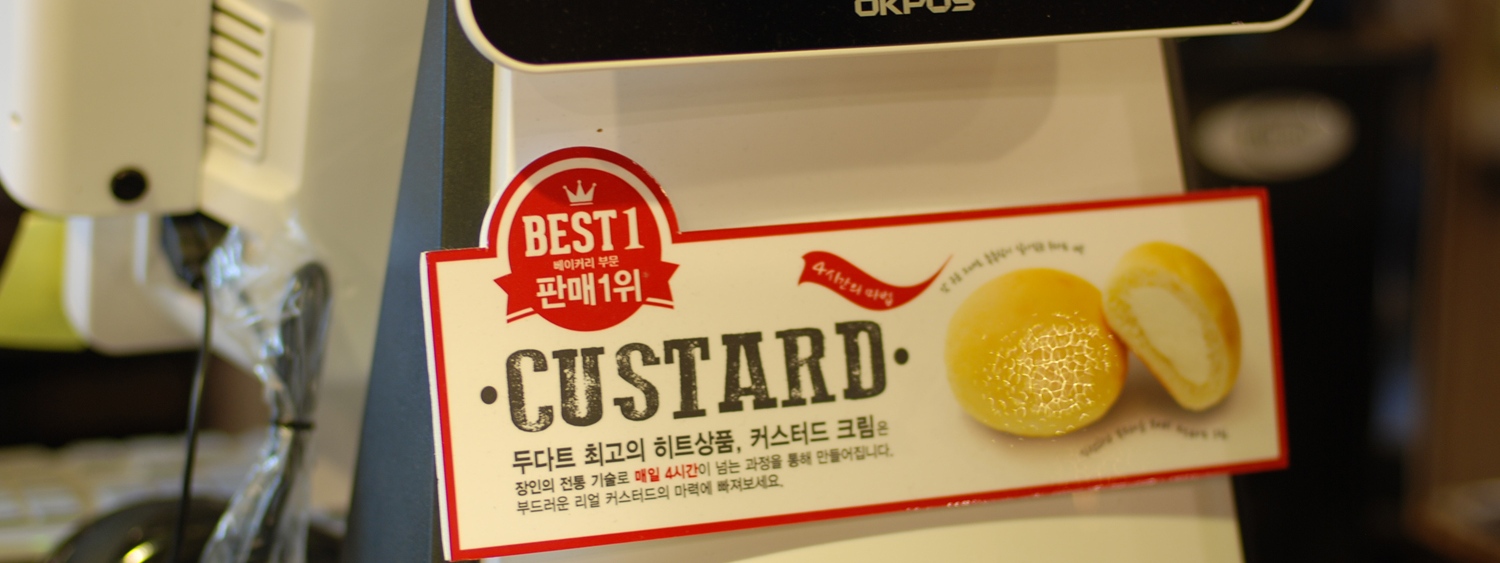 OKPOS
BEST 1
베이커리 부문
판매1위
4시간의 마법
·CUSTARD·
두다트 최고의 히트상품, 커스터드 크림은
장인의 전통 기술로 매일 4시간이 넘는 과정을 통해 만들어집니다.
부드러운 리얼 커스터드의 마력에 빠져보세요.